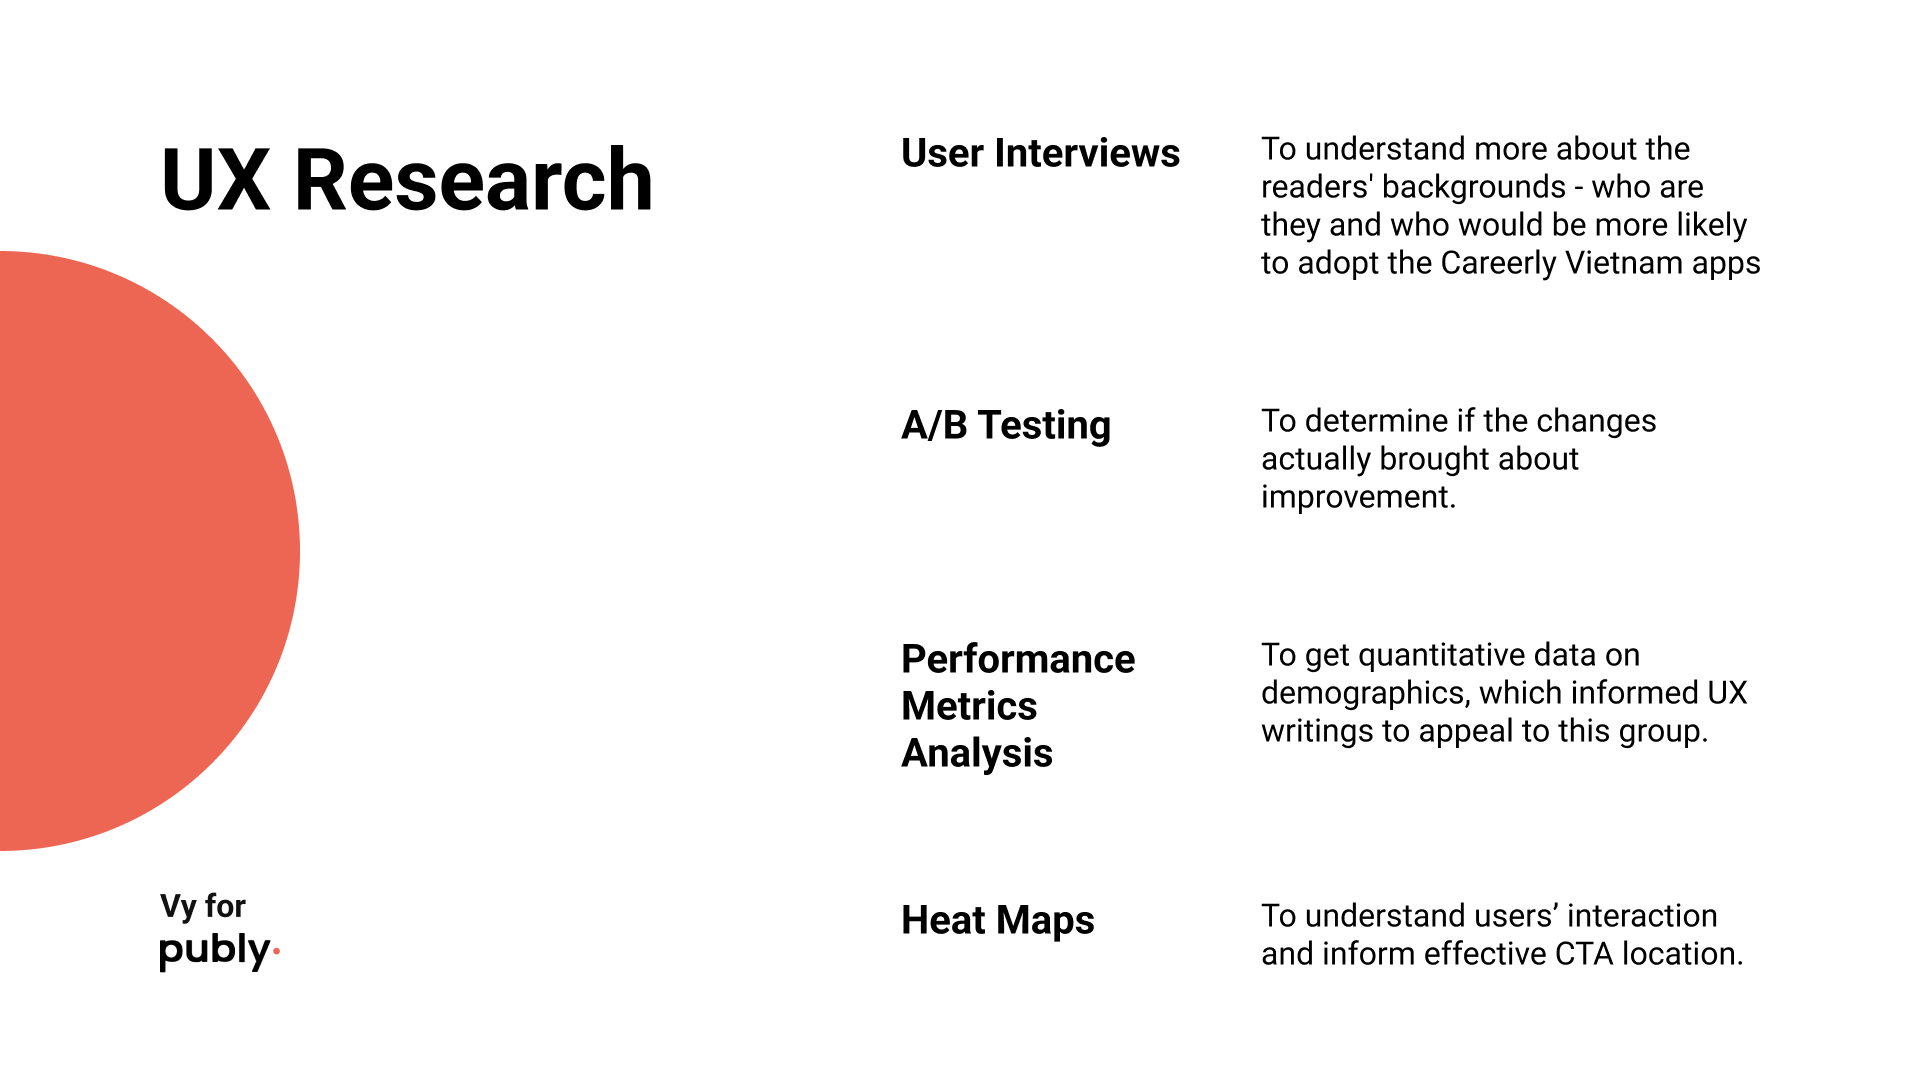 UX Research
User Interviews
To understand more about the
readers' backgrounds - who are
they and who would be more likely
to adopt the Careerly Vietnam apps
A/B Testing
To determine if the changes
actually brought about
improvement.
Performance
Metrics
Analysis
To get quantitative data on
demographics, which informed UX
writings to appeal to this group.
Heat Maps
To understand users’ interaction
and inform effective CTA location.
Vy for
publy